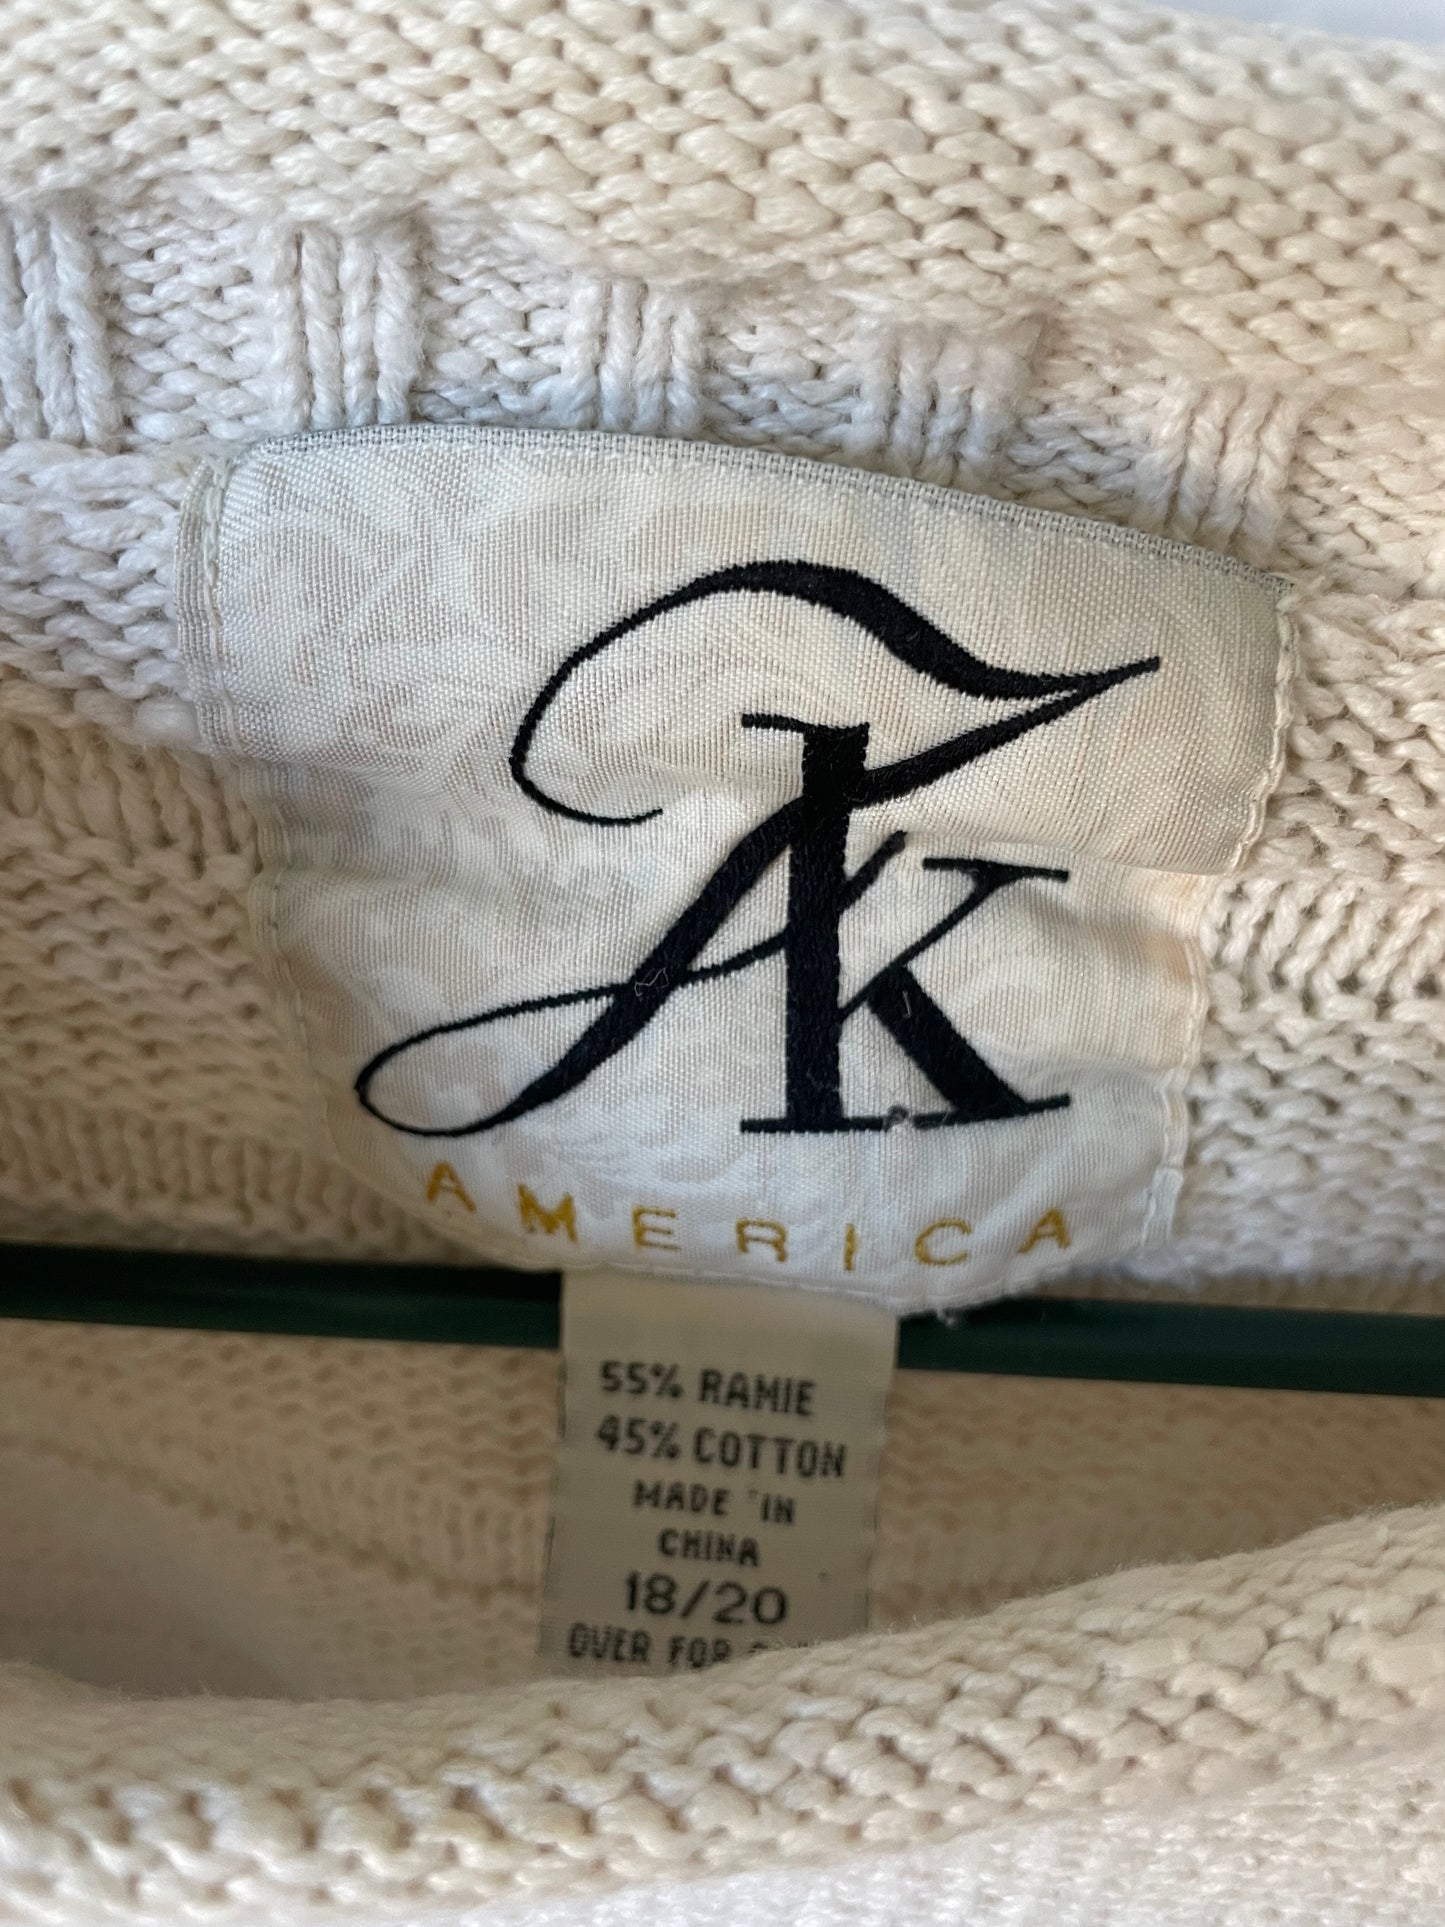 AK
AMERICA
55% RAMIE
45% COTTON
MADE IN
CHINA
18/20
OVER FOR